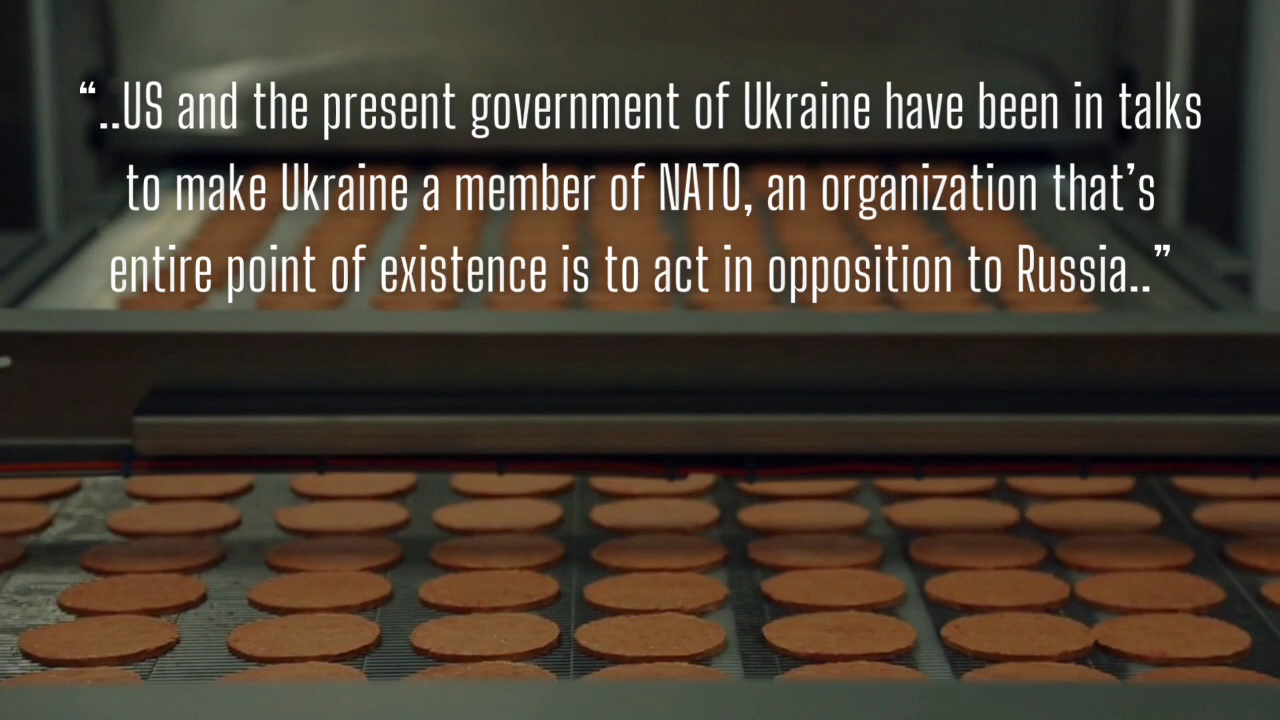 “..US and the present government of Ukraine have been in talks
to make Ukraine a member of NATO, an organization that’s
entire point of existence is to act in opposition to Russia..”